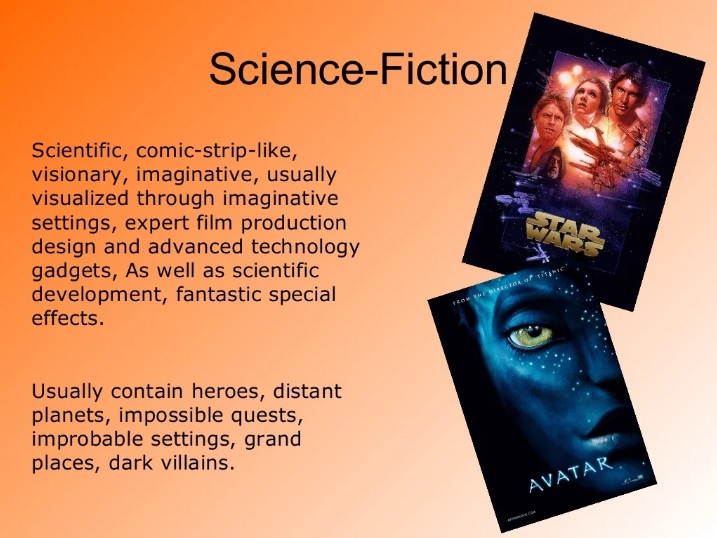 Science-Fiction
Scientific, comic-strip-like,
visionary, imaginative, usually
visualized through imaginative
settings, expert film production
design and advanced technology
gadgets, As well as scientific
development, fantastic special
effects.
Usually contain heroes, distant
planets, impossible quests,
improbable settings, grand
places, dark villains.
STAR
WARS
FROM THE DIRECTOR OF TITANIC
AVATAR